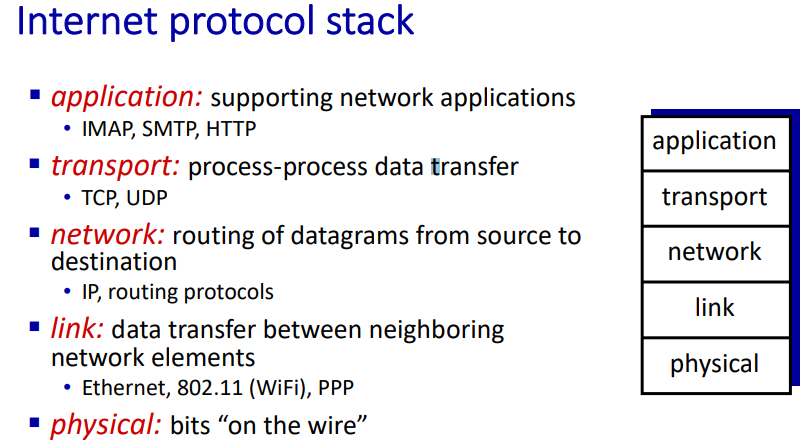 Internet protocol stack
▪ application: supporting network applications
• IMAP, SMTP, HTTP
▪ transport: process-process data transfer
• TCP, UDP
▪ network: routing of datagrams from source to
destination
• IP, routing protocols
▪ link: data transfer between neighboring
network elements
• Ethernet, 802.11 (WiFi), PPP
▪ physical: bits “on the wire”
application
transport
network
link
physical